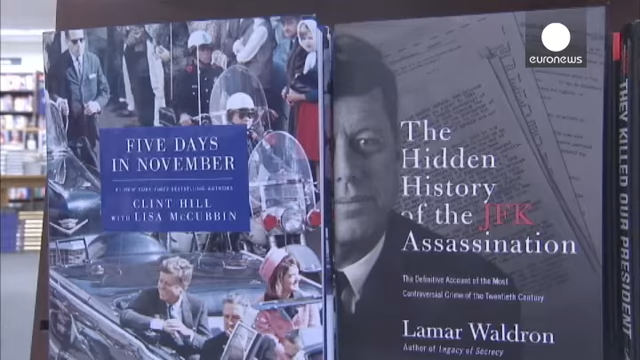 FIVE DAYS
IN NOVEMBER
#1 NEW YORK TIMES BESTSELLING AUTHORS
CLINT HILL
WITH LISA McCUBBIN
The
Hidden
History
of the JFK
Assassination
The Definitive Account of the Most
Controversial Crime of the Twentieth Century
Lamar Waldron
Author of Legacy of Secrecy
THEY KILLED OUR PRESIDENT
euronews